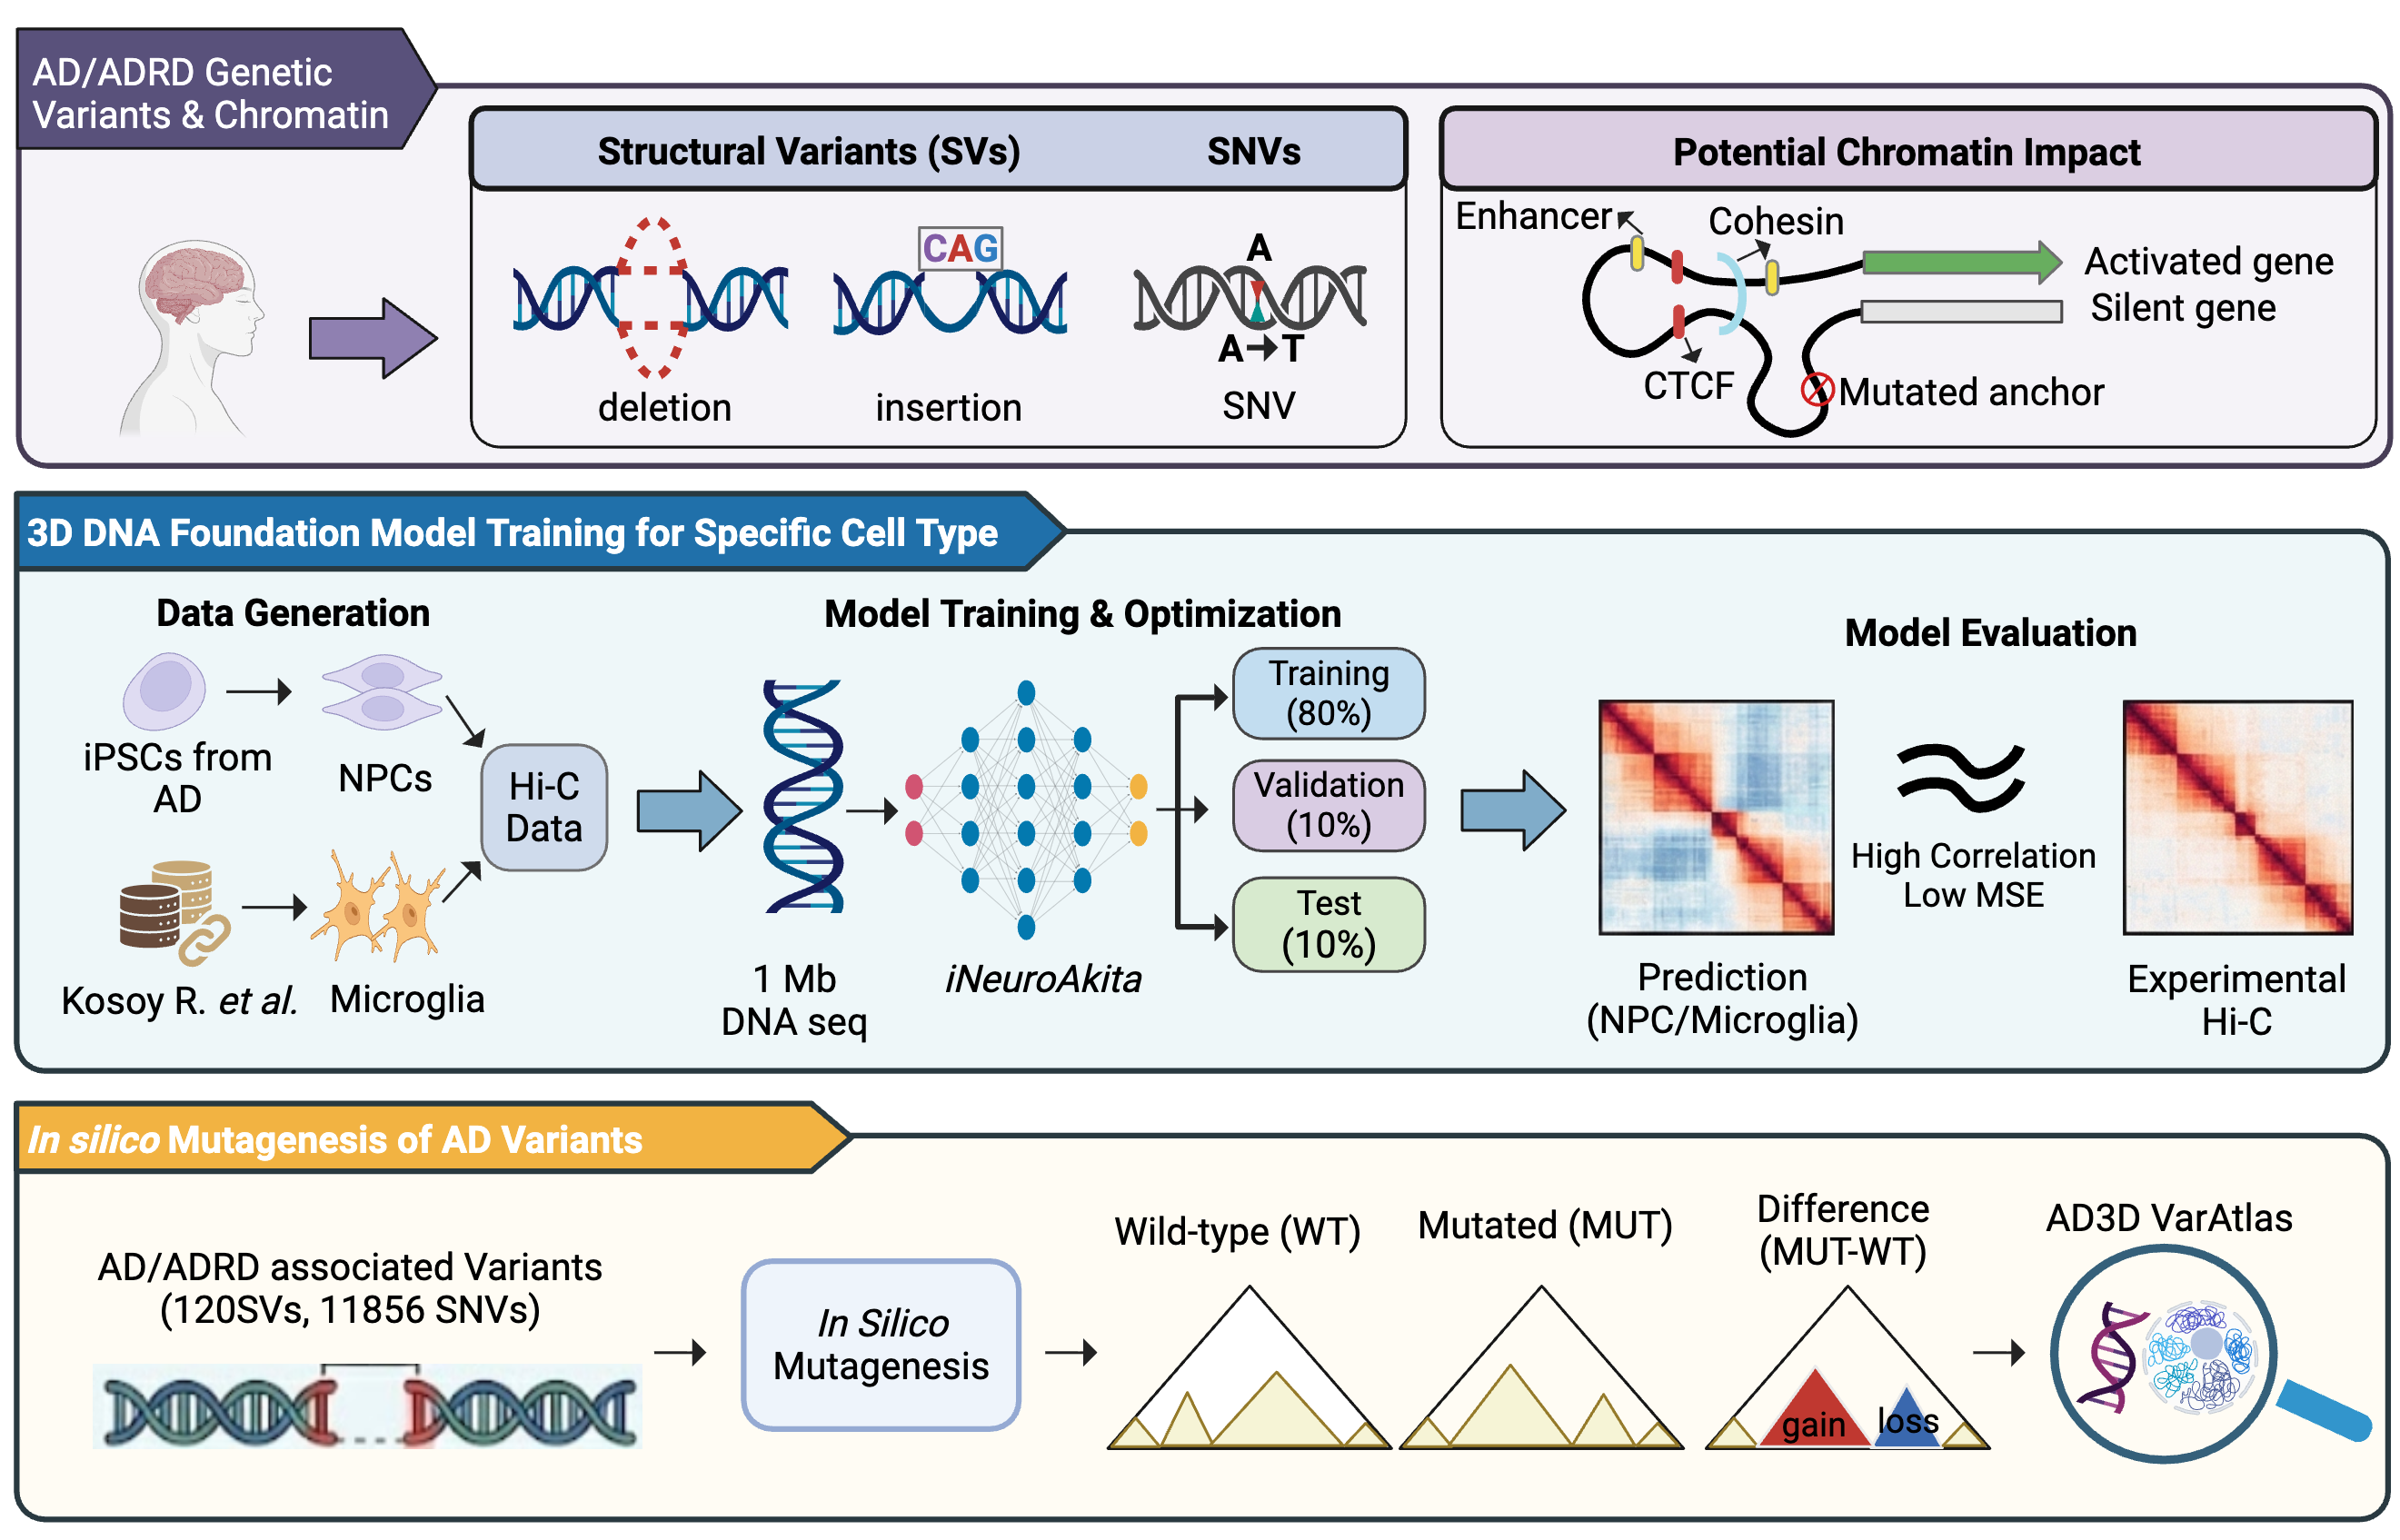 AD/ADRD Genetic
Variants & Chromatin
Structural Variants (SVs)
SNVs
CAG
A
A→T
deletion
insertion
SNV
Potential Chromatin Impact
Enhancer
Cohesin
Activated gene
Silent gene
CTCF
Mutated anchor
3D DNA Foundation Model Training for Specific Cell Type
Data Generation
iPSCs from
AD
NPCs
Kosoy R. et al.
Microglia
Hi-C
Data
Model Training & Optimization
1 Mb
DNA seq
iNeuroAkita
Training
(80%)
Validation
(10%)
Test
(10%)
Model Evaluation
High Correlation
Low MSE
Prediction
(NPC/Microglia)
Experimental
Hi-C
In silico Mutagenesis of AD Variants
AD/ADRD associated Variants
(120SVs, 11856 SNVs)
In Silico
Mutagenesis
Wild-type (WT)
Mutated (MUT)
Difference
(MUT-WT)
gain
loss
AD3D VarAtlas